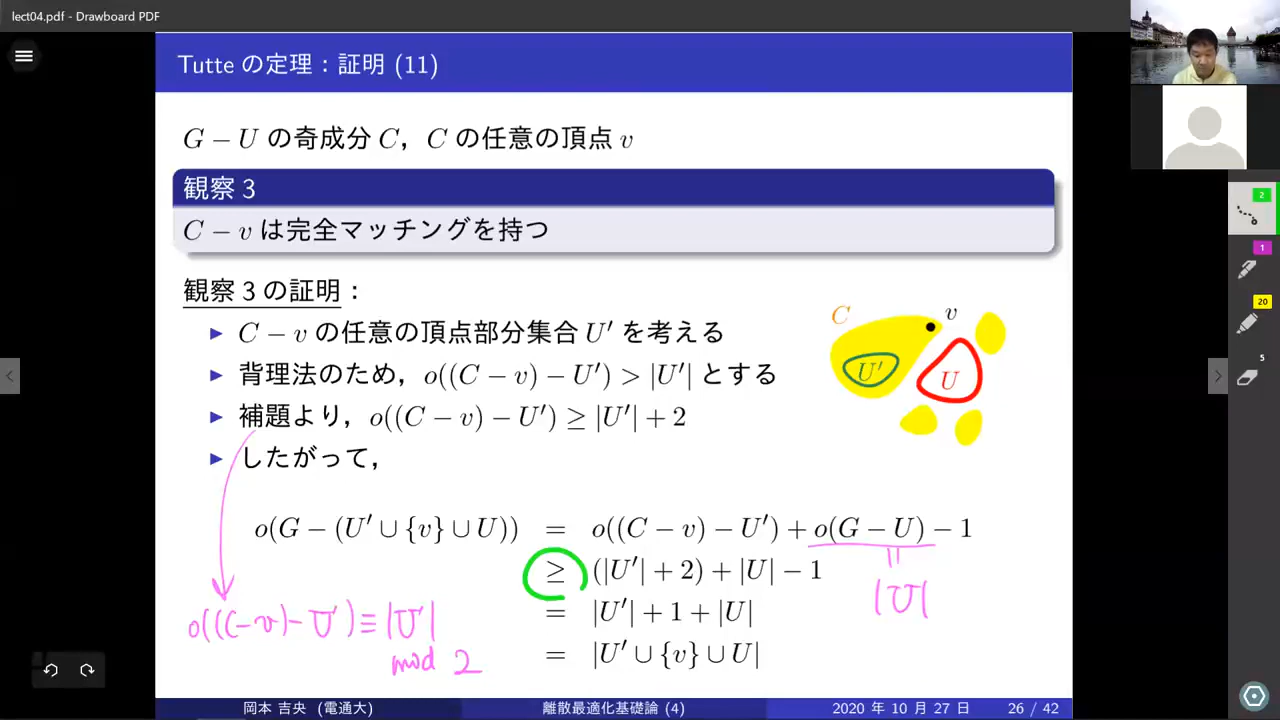 lect04.pdf - Drawboard PDF
Tutte の定理：証明 (11)
G − U の奇成分 C，C の任意の頂点 v
観察 3
C − v は完全マッチングを持つ
観察 3 の証明：
▶ C − v の任意の頂点部分集合 U′ を考える
▶ 背理法のため，o((C − v) − U′) > |U′| とする
▶ 補題より，o((C − v) − U′) ≥ |U′| + 2
▶ したがって，
C
v
U′
U
o(G − (U′ ∪ {v} ∪ U)) = o((C − v) − U′) + o(G − U) − 1
≥ (|U′| + 2) + |U| − 1
= |U′| + 1 + |U|
= |U′ ∪ {v} ∪ U|
|U|
o(((C−v)−U′) ≡ |U′|
mod 2
岡本 吉央 (電通大)
離散最適化基礎論 (4)
2020 年 10 月 27 日
26 / 42
2
1
20
5